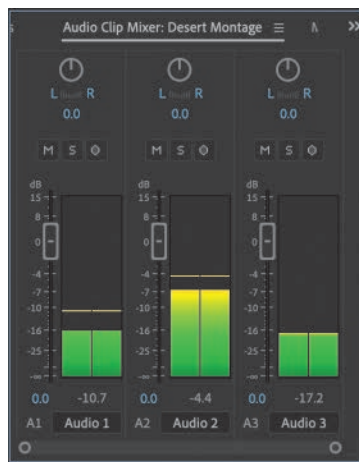 Audio Clip Mixer: Desert Montage
L R L R L R
0.0 0.0 0.0
M S M S M S
dB dB dB
15 15 15
8 8 8
0 0 0
-4 -4 -4
-7 -7 -7
-10 -10 -10
-16 -16 -16
-25 -25 -25
-∞ -∞ -∞
0.0 -10.7 0.0 -4.4 0.0 -17.2
A1 Audio 1 A2 Audio 2 A3 Audio 3